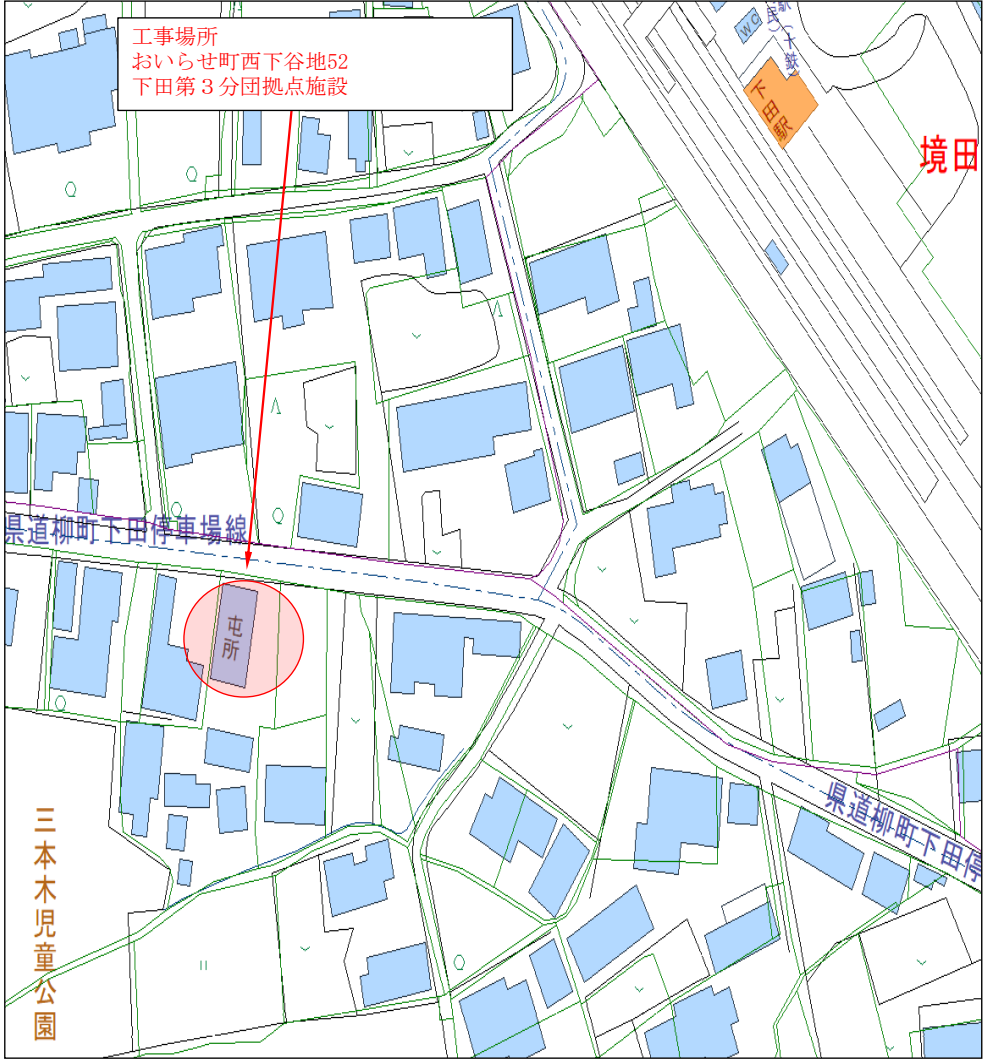 工事場所
おいらせ町西下谷地52
下田第３分団拠点施設
WC
下田駅
境田
県道柳町下田停車場線
屯所
県道柳町下田停
三本木児童公園